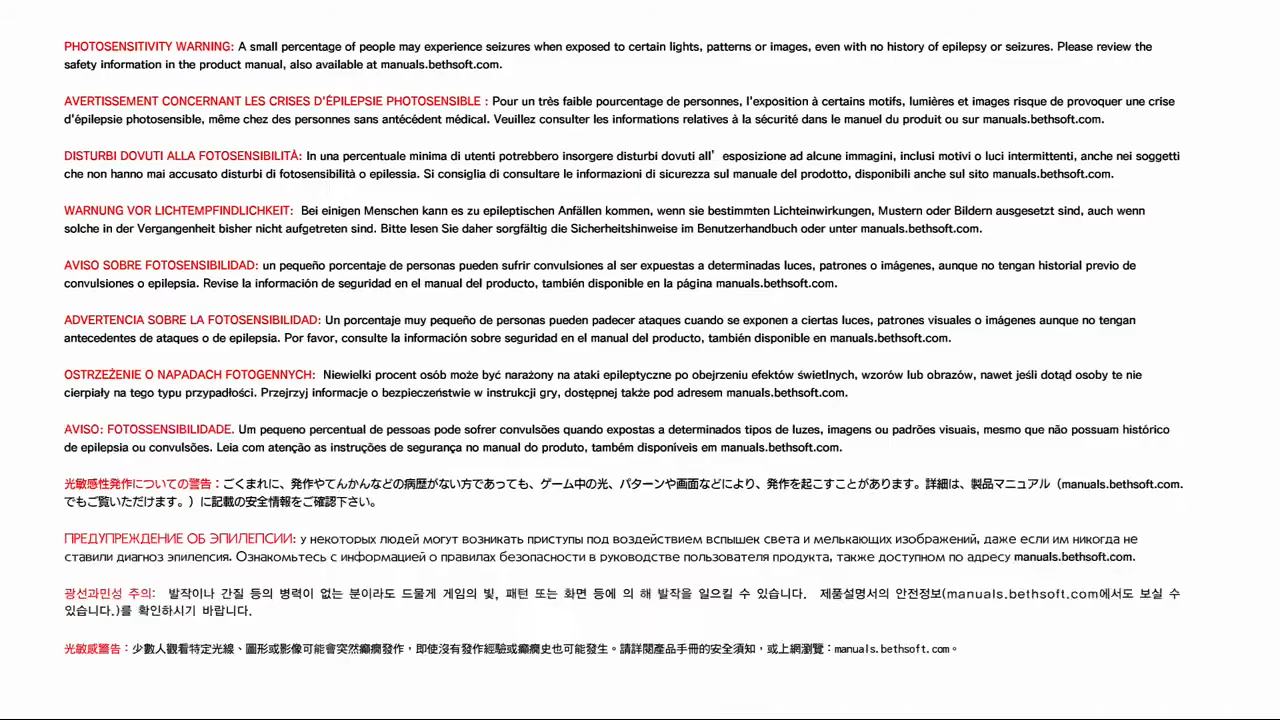 PHOTOSENSITIVITY WARNING: A small percentage of people may experience seizures when exposed to certain lights, patterns or images, even with no history of epilepsy or seizures. Please review the
safety information in the product manual, also available at manuals.bethsoft.com.
AVERTISSEMENT CONCERNANT LES CRISES D'ÉPILEPSIE PHOTOSENSIBLE : Pour un très faible pourcentage de personnes, l'exposition à certains motifs, lumières et images risque de provoquer une crise
d'épilepsie photosensible, même chez des personnes sans antécédent médical. Veuillez consulter les informations relatives à la sécurité dans le manuel du produit ou sur manuals.bethsoft.com.
DISTURBI DOVUTI ALLA FOTOSENSIBILITÀ: In una percentuale minima di utenti potrebbero insorgere disturbi dovuti all’ esposizione ad alcune immagini, inclusi motivi o luci intermittenti, anche nei soggetti
che non hanno mai accusato disturbi di fotosensibilità o epilessia. Si consiglia di consultare le informazioni di sicurezza sul manuale del prodotto, disponibili anche sul sito manuals.bethsoft.com.
WARNUNG VOR LICHTEMPFINDLICHKEIT: Bei einigen Menschen kann es zu epileptischen Anfällen kommen, wenn sie bestimmten Lichteinwirkungen, Mustern oder Bildern ausgesetzt sind, auch wenn
solche in der Vergangenheit bisher nicht aufgetreten sind. Bitte lesen Sie daher sorgfältig die Sicherheitshinweise im Benutzerhandbuch oder unter manuals.bethsoft.com.
AVISO SOBRE FOTOSENSIBILIDAD: un pequeño porcentaje de personas pueden sufrir convulsiones al ser expuestas a determinadas luces, patrones o imágenes, aunque no tengan historial previo de
convulsiones o epilepsia. Revise la información de seguridad en el manual del producto, también disponible en la página manuals.bethsoft.com.
ADVERTENCIA SOBRE LA FOTOSENSIBILIDAD: Un porcentaje muy pequeño de personas pueden padecer ataques cuando se exponen a ciertas luces, patrones visuales o imágenes aunque no tengan
antecedentes de ataques o de epilepsia. Por favor, consulte la información sobre seguridad en el manual del producto, también disponible en manuals.bethsoft.com.
OSTRZEŻENIE O NAPADACH FOTOGENNYCH: Niewielki procent osób może być narażony na ataki epileptyczne po obejrzeniu efektów świetlnych, wzorów lub obrazów, nawet jeśli dotąd osoby te nie
cierpiały na tego typu przypadłości. Przejrzyj informacje o bezpieczeństwie w instrukcji gry, dostępnej także pod adresem manuals.bethsoft.com.
AVISO: FOTOSSENSIBILIDADE. Um pequeno percentual de pessoas pode sofrer convulsões quando expostas a determinados tipos de luzes, imagens ou padrões visuais, mesmo que não possuam histórico
de epilepsia ou convulsões. Leia com atenção as instruções de segurança no manual do produto, também disponíveis em manuals.bethsoft.com.
光敏感性発作についての警告：ごくまれに、発作やてんかんなどの病歴がない方であっても、ゲーム中の光、パターンや画面などにより、発作を起こすことがあります。詳細は、製品マニュアル（manuals.bethsoft.com.
でもご覧いただけます。）に記載の安全情報をご確認下さい。
ПРЕДУПРЕЖДЕНИЕ ОБ ЭПИЛЕПСИИ: у некоторых людей могут возникать приступы под воздействием вспышек света и мелькающих изображений, даже если им никогда не
ставили диагноз эпилепсия. Ознакомьтесь с информацией о правилах безопасности в руководстве пользователя продукта, также доступном по адресу manuals.bethsoft.com.
광선과민성 주의: 발작이나 간질 등의 병력이 없는 분이라도 드물게 게임의 빛, 패턴 또는 화면 등에 의 해 발작을 일으킬 수 있습니다. 제품설명서의 안전정보(manuals.bethsoft.com에서도 보실 수
있습니다.)를 확인하시기 바랍니다.
光敏感警告：少數人觀看特定光線、圖形或影像可能會突然癲癇發作，即使沒有發作經驗或癲癇史也可能發生。請詳閱產品手冊的安全須知，或上網瀏覽：manuals.bethsoft.com。